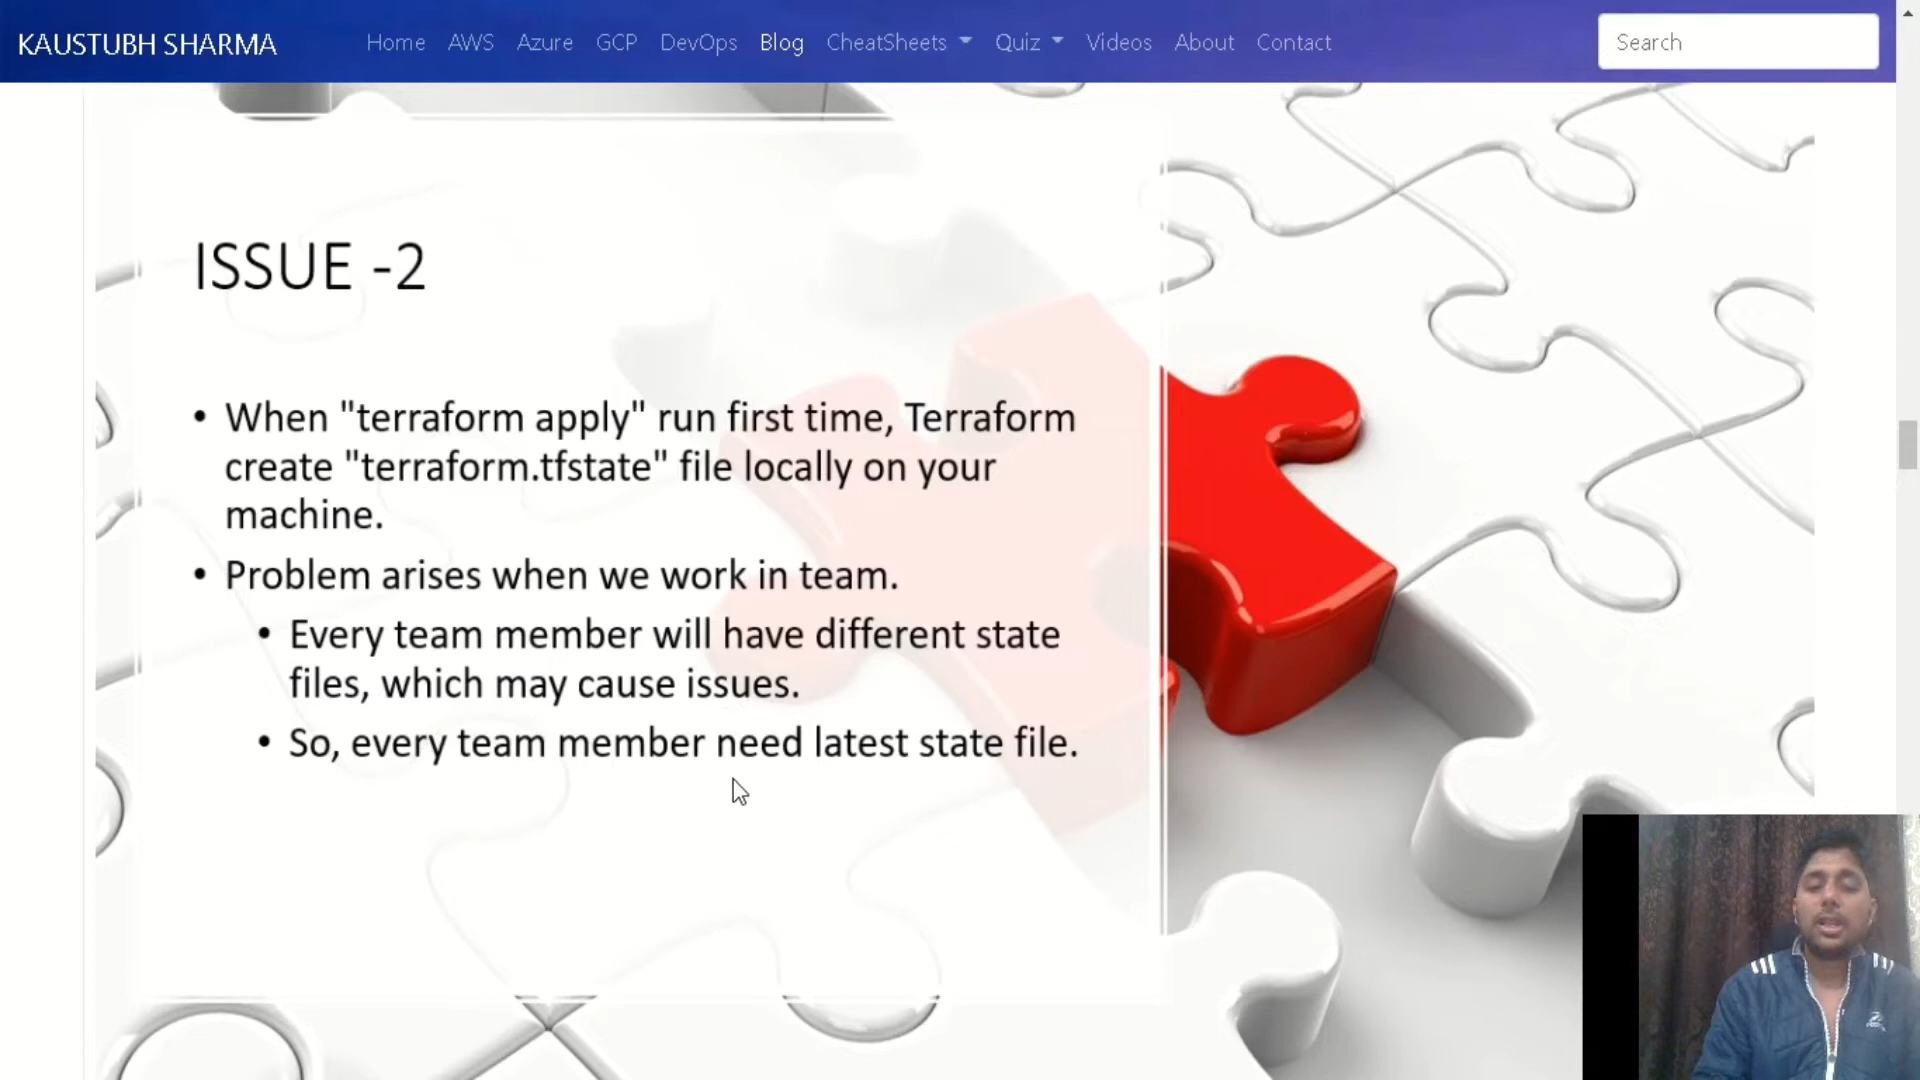 KAUSTUBH SHARMA Home AWS Azure GCP DevOps Blog CheatSheets Quiz Videos About Contact Search
ISSUE -2
• When "terraform apply" run first time, Terraform
create "terraform.tfstate" file locally on your
machine.
• Problem arises when we work in team.
• Every team member will have different state
files, which may cause issues.
• So, every team member need latest state file.